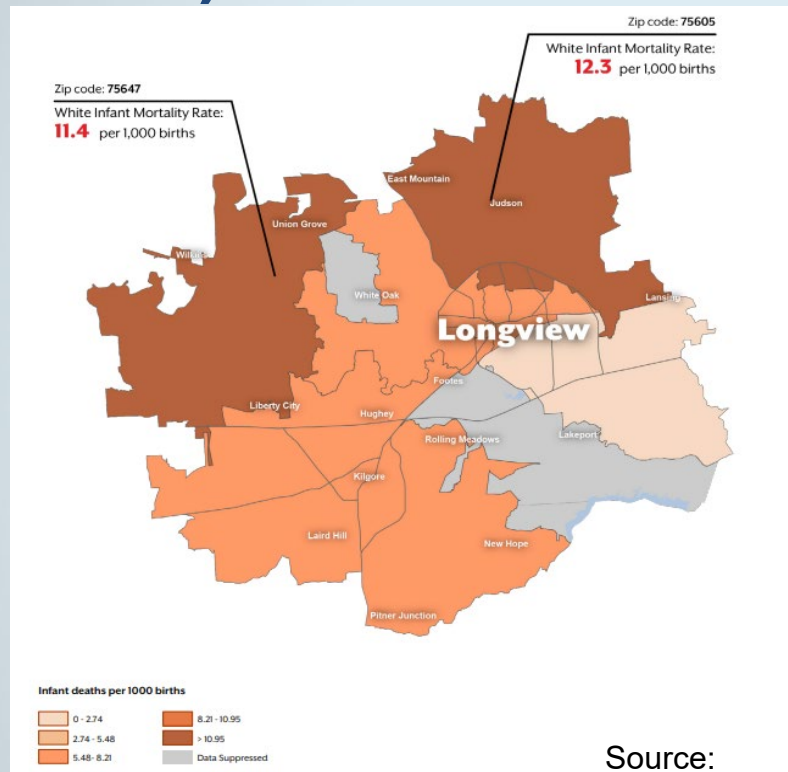 Zip code: 75605
White Infant Mortality Rate:
12.3 per 1,000 births
Zip code: 75647
White Infant Mortality Rate:
11.4 per 1,000 births
East Mountain
Judson
Union Grove
White Oak
Lansing
Longview
Footes
Liberty City
Hughey
Rolling Meadows
Lakeport
Kilgore
Laird Hill
New Hope
Pitner Junction
Infant deaths per 1000 births
0 - 2.74
2.74 - 5.48
5.48- 8.21
8.21 - 10.95
> 10.95
Data Suppressed
Source: